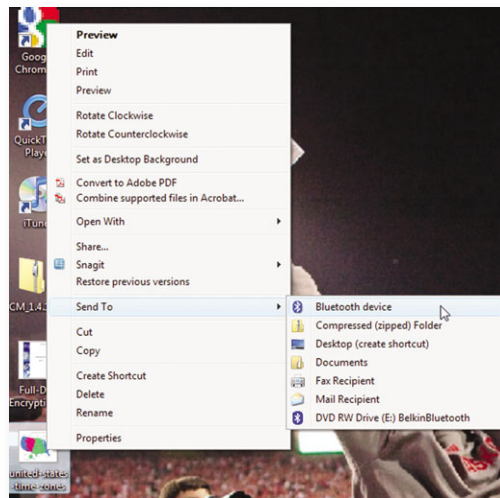 Goog
Chrom
QuickT
Playe
iTune
CM_1.4.
Full-D
Encrypti
united-states
-time-zones
Preview
Edit
Print
Preview
Rotate Clockwise
Rotate Counterclockwise
Set as Desktop Background
Convert to Adobe PDF
Combine supported files in Acrobat...
Open With
Share...
Snagit
Restore previous versions
Send To
Cut
Copy
Create Shortcut
Delete
Rename
Properties
Bluetooth device
Compressed (zipped) Folder
Desktop (create shortcut)
Documents
Fax Recipient
Mail Recipient
DVD RW Drive (E:) BelkinBluetooth